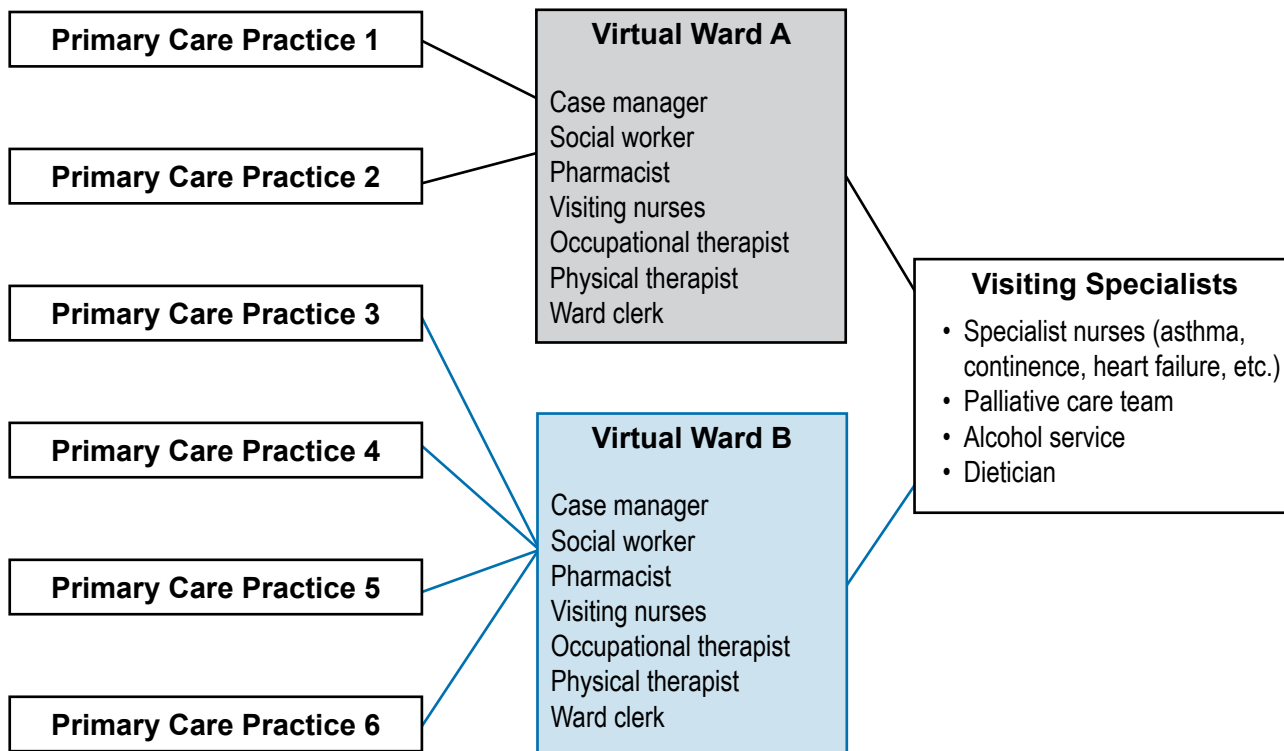 Primary Care Practice 1
Primary Care Practice 2
Primary Care Practice 3
Primary Care Practice 4
Primary Care Practice 5
Primary Care Practice 6
Virtual Ward A
Case manager
Social worker
Pharmacist
Visiting nurses
Occupational therapist
Physical therapist
Ward clerk
Virtual Ward B
Case manager
Social worker
Pharmacist
Visiting nurses
Occupational therapist
Physical therapist
Ward clerk
Visiting Specialists
• Specialist nurses (asthma,
continence, heart failure, etc.)
• Palliative care team
• Alcohol service
• Dietician